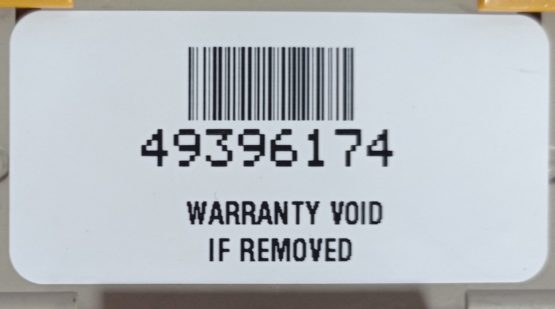 49396174
WARRANTY VOID
IF REMOVED